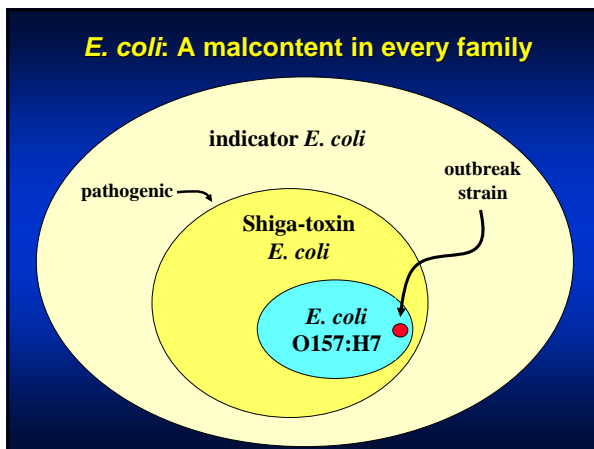 E. coli: A malcontent in every family
indicator E. coli
outbreak
strain
pathogenic
Shiga-toxin
E. coli
E. coli
O157:H7